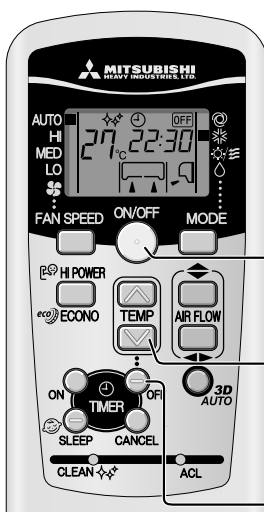 MITSUBISHI
HEAVY INDUSTRIES, LTD.
AUTO OFF
HI 27°C 22:30
MED
LO
FAN SPEED ON/OFF MODE
HI POWER
eco ECONO TEMP AIR FLOW
ON OFF 3D
TIMER AUTO
SLEEP CANCEL
CLEAN ACL